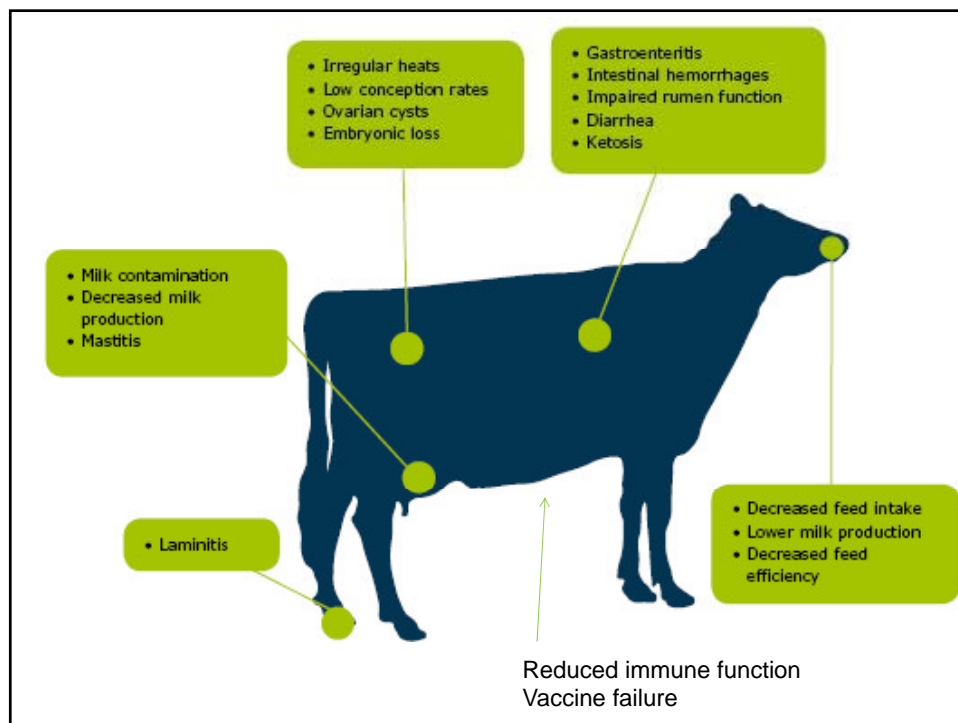 • Irregular heats
• Low conception rates
• Ovarian cysts
• Embryonic loss
• Gastroenteritis
• Intestinal hemorrhages
• Impaired rumen function
• Diarrhea
• Ketosis
• Milk contamination
• Decreased milk
production
• Mastitis
• Laminitis
• Decreased feed intake
• Lower milk production
• Decreased feed
efficiency
Reduced immune function
Vaccine failure